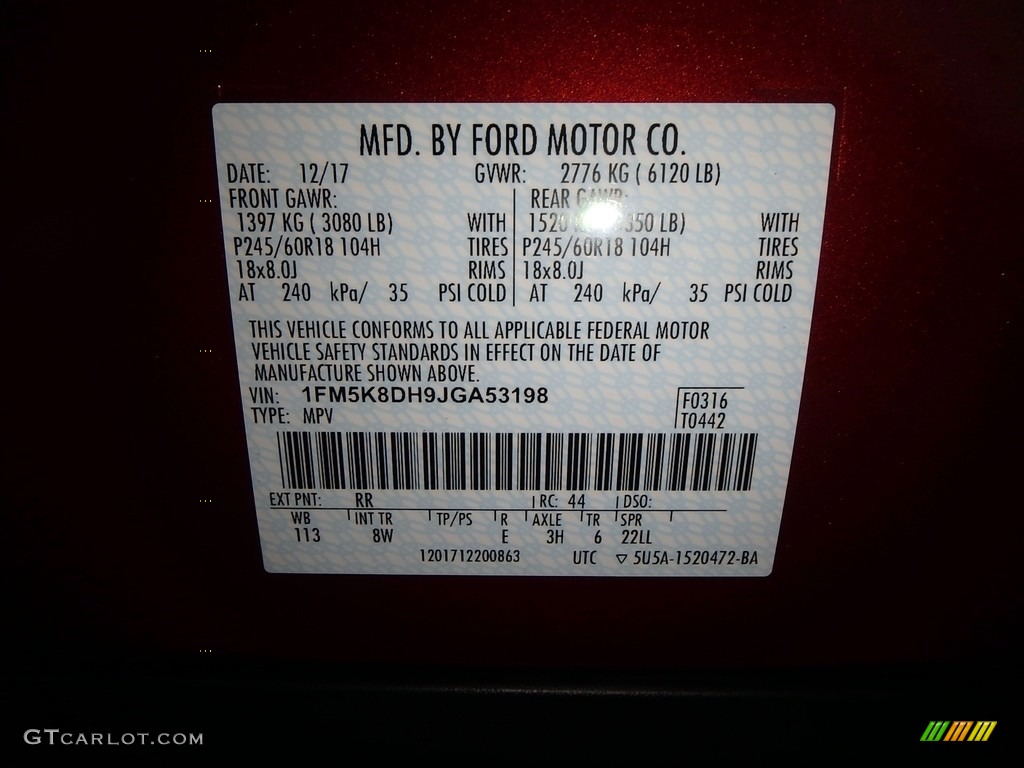 MFD. BY FORD MOTOR CO.
DATE: 12/17 GVWR: 2776 KG ( 6120 LB)
FRONT GAWR: REAR
1397 KG ( 3080 LB) WITH 1520 LB) WITH
P245/60R18 104H TIRES P245/60R18 104H TIRES
18x8.0J RIMS 18x8.0J RIMS
AT 240 kPa/ 35 PSI COLD AT 240 kPa/ 35 PSI COLD
THIS VEHICLE CONFORMS TO ALL APPLICABLE FEDERAL MOTOR
VEHICLE SAFETY STANDARDS IN EFFECT ON THE DATE OF
MANUFACTURE SHOWN ABOVE.
VIN: 1FM5K8DH9JGA53198 F0316
TYPE: MPV T0442
EXT PNT: RR RC: 44 DSO:
WB INT TR TP/PS R AXLE TR SPR
113 8W E 3H 6 22LL
1201712200863 UTC ▽ 5U5A-1520472-BA
GTCARLOT.COM